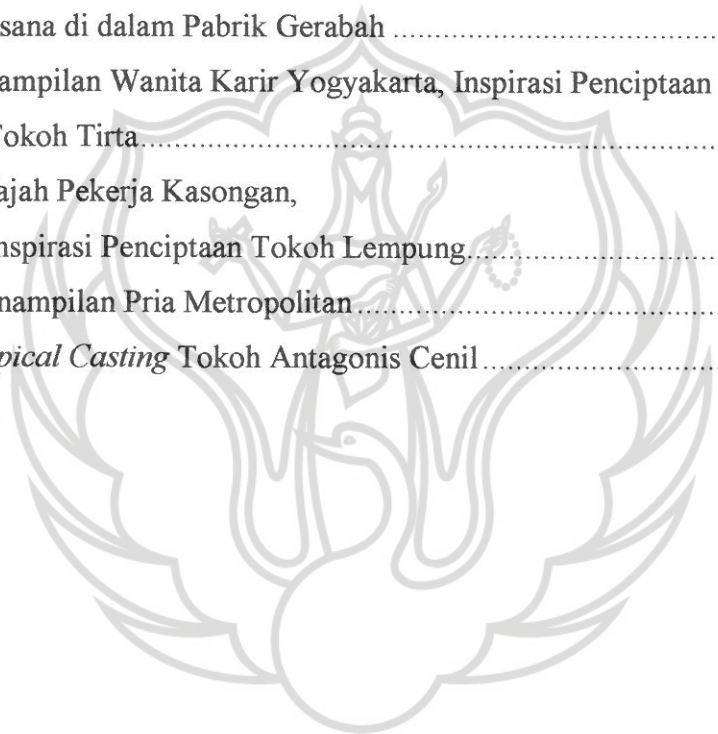 sana di dalam Pabrik Gerabah ........................................
ampilan Wanita Karir Yogyakarta, Inspirasi Penciptaan
Tokoh Tirta........................................................................
ajah Pekerja Kasongan,
nspirasi Penciptaan Tokoh Lempung..............................
nampilan Pria Metropolitan.............................................
pical Casting Tokoh Antagonis Cenil.............................